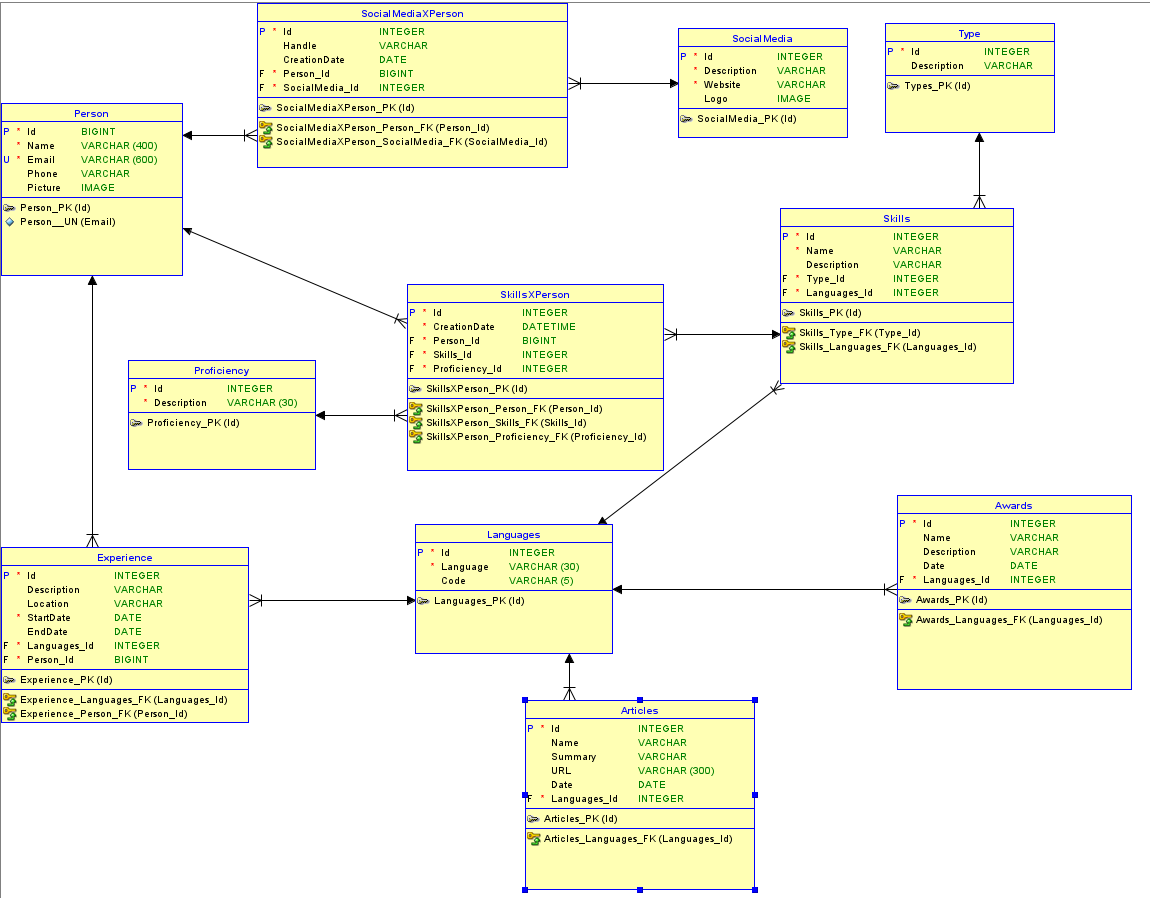 SocialMediaXPerson
P * Id INTEGER
Handle VARCHAR
CreationDate DATE
F * Person_Id BIGINT
F * SocialMedia_Id INTEGER
SocialMediaXPerson_PK (Id)
SocialMediaXPerson_Person_FK (Person_Id)
SocialMediaXPerson_SocialMedia_FK (SocialMedia_Id)
SocialMedia
P * Id INTEGER
* Description VARCHAR
* Website VARCHAR
Logo IMAGE
SocialMedia_PK (Id)
Type
P * Id INTEGER
Description VARCHAR
Types_PK (Id)
Person
P * Id BIGINT
* Name VARCHAR (400)
U * Email VARCHAR (600)
Phone VARCHAR
Picture IMAGE
Person_PK (Id)
Person__UN (Email)
Skills
P * Id INTEGER
* Name VARCHAR
Description VARCHAR
F * Type_Id INTEGER
F * Languages_Id INTEGER
Skills_PK (Id)
Skills_Type_FK (Type_Id)
Skills_Languages_FK (Languages_Id)
SkillsXPerson
P * Id INTEGER
* CreationDate DATETIME
F * Person_Id BIGINT
F * Skills_Id INTEGER
F * Proficiency_Id INTEGER
SkillsXPerson_PK (Id)
SkillsXPerson_Person_FK (Person_Id)
SkillsXPerson_Skills_FK (Skills_Id)
SkillsXPerson_Proficiency_FK (Proficiency_Id)
Proficiency
P * Id INTEGER
* Description VARCHAR (30)
Proficiency_PK (Id)
Experience
P * Id INTEGER
Description VARCHAR
Location VARCHAR
* StartDate DATE
EndDate DATE
F * Languages_Id INTEGER
F * Person_Id BIGINT
Experience_PK (Id)
Experience_Languages_FK (Languages_Id)
Experience_Person_FK (Person_Id)
Languages
P * Id INTEGER
* Language VARCHAR (30)
Code VARCHAR (5)
Languages_PK (Id)
Awards
P * Id INTEGER
Name VARCHAR
Description VARCHAR
Date DATE
F * Languages_Id INTEGER
Awards_PK (Id)
Awards_Languages_FK (Languages_Id)
Articles
P * Id INTEGER
Name VARCHAR
Summary VARCHAR
URL VARCHAR (300)
Date DATE
F * Languages_Id INTEGER
Articles_PK (Id)
Articles_Languages_FK (Languages_Id)